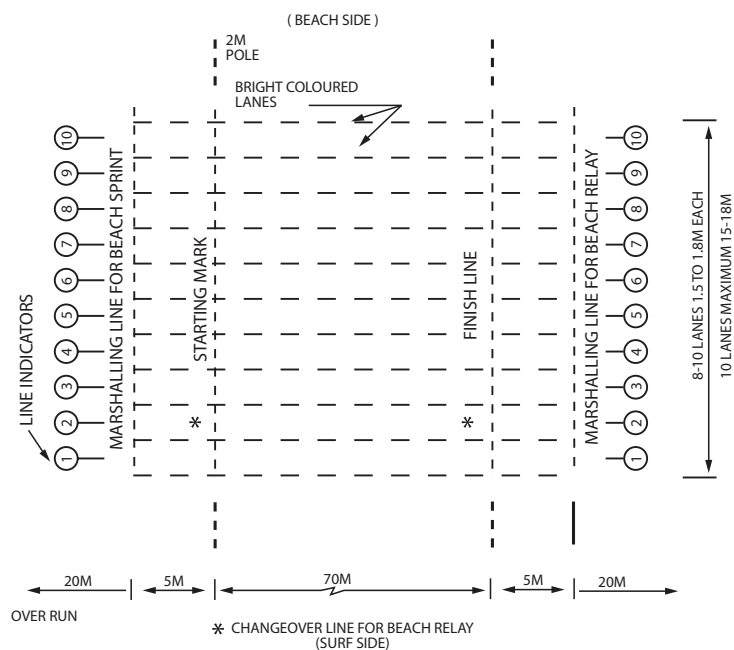 ( BEACH SIDE )
2M
POLE
BRIGHT COLOURED
LANES
10
9
8
7
6
5
4
3
2
1
LINE INDICATORS
MARSHALLING LINE FOR BEACH SPRINT
STARTING MARK
*
FINISH LINE
*
MARSHALLING LINE FOR BEACH RELAY
10
9
8
7
6
5
4
3
2
1
8-10 LANES 1.5 TO 1.8M EACH
10 LANES MAXIMUM 15-18M
20M
5M
70M
5M
20M
OVER RUN
* CHANGEOVER LINE FOR BEACH RELAY
(SURF SIDE)